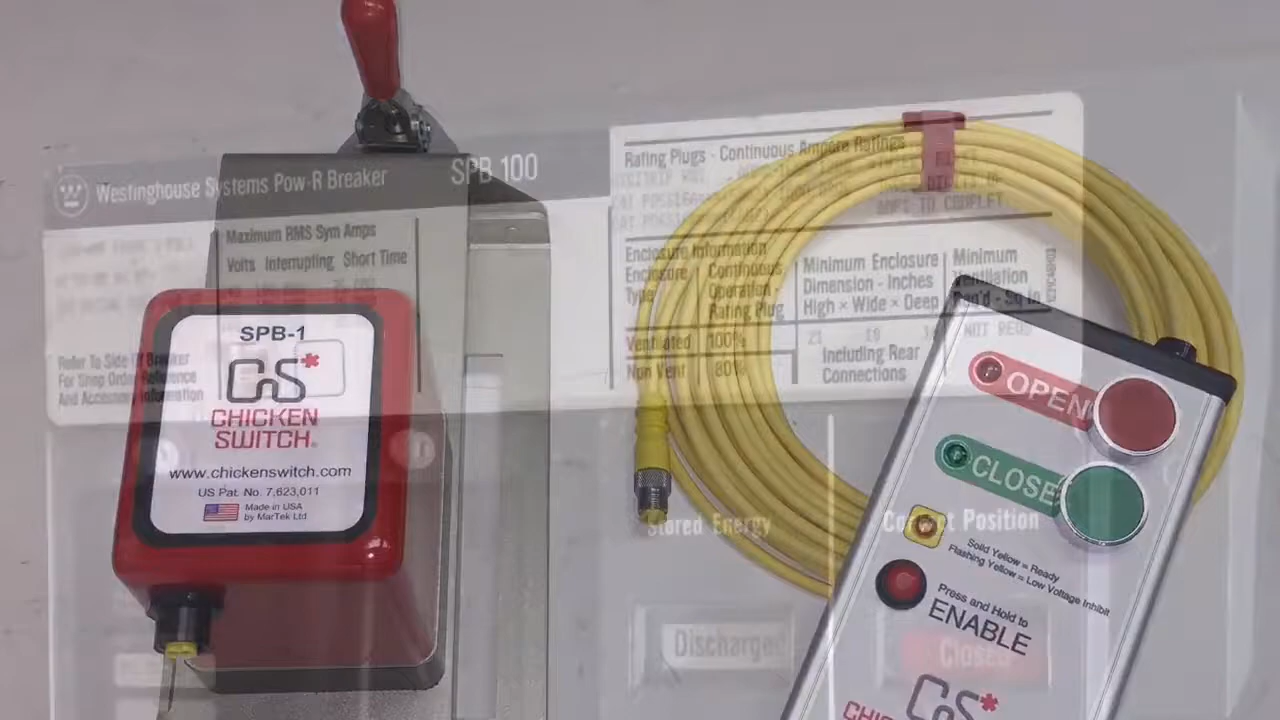 Westinghouse Systems Pow-R Breaker
SPB 100
Maximum RMS Sym Amps
Volts Interrupting Short Time
Refer To Side Of Breaker
For Shop Order Reference
And Accessory Information
Rating Plugs - Continuous Ampere Ratings
Enclosure Information
Enclosure Type
Continuous Operation Rating Plug
Minimum Enclosure
Dimension - Inches
High × Wide × Deep
Minimum
Ventilation
Req'd - Sq In
Ventilated 100%
Non Vent 80%
NOT REQD
Including Rear
Connections
SPB-1
CS*
CHICKEN
SWITCH®
www.chickenswitch.com
US Pat. No. 7,623,011
Made in USA
by MarTek Ltd
Stored Energy
Contact Position
Discharged
Closed
OPEN
CLOSE
Solid Yellow = Ready
Flashing Yellow = Low Voltage Inhibit
Press and Hold to
ENABLE
CS*